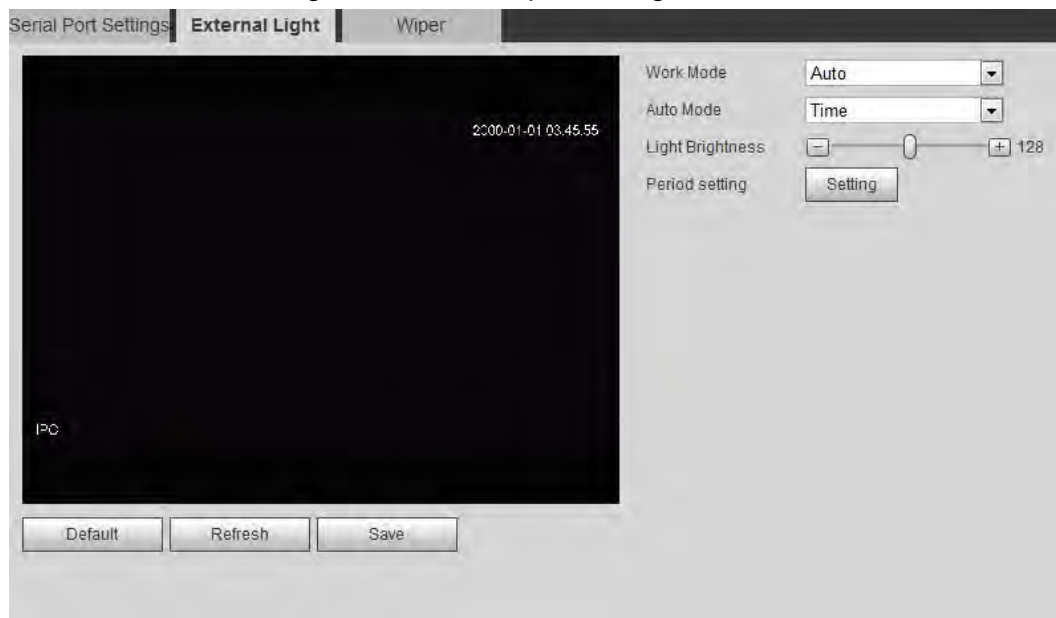 Serial Port Settings
External Light
Wiper
2000-01-01 03:45:55
IPC
Work Mode
Auto
Auto Mode
Time
Light Brightness
128
Period setting
Setting
Default
Refresh
Save